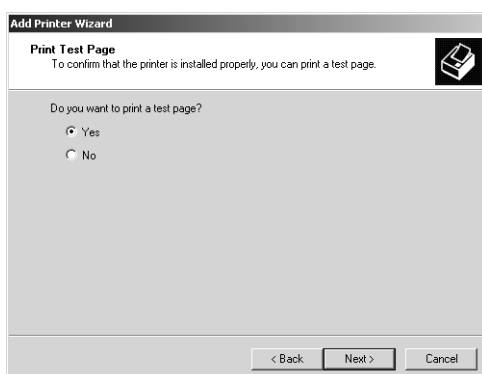 Add Printer Wizard
Print Test Page
To confirm that the printer is installed properly, you can print a test page.
Do you want to print a test page?
Yes
No
< Back
Next >
Cancel